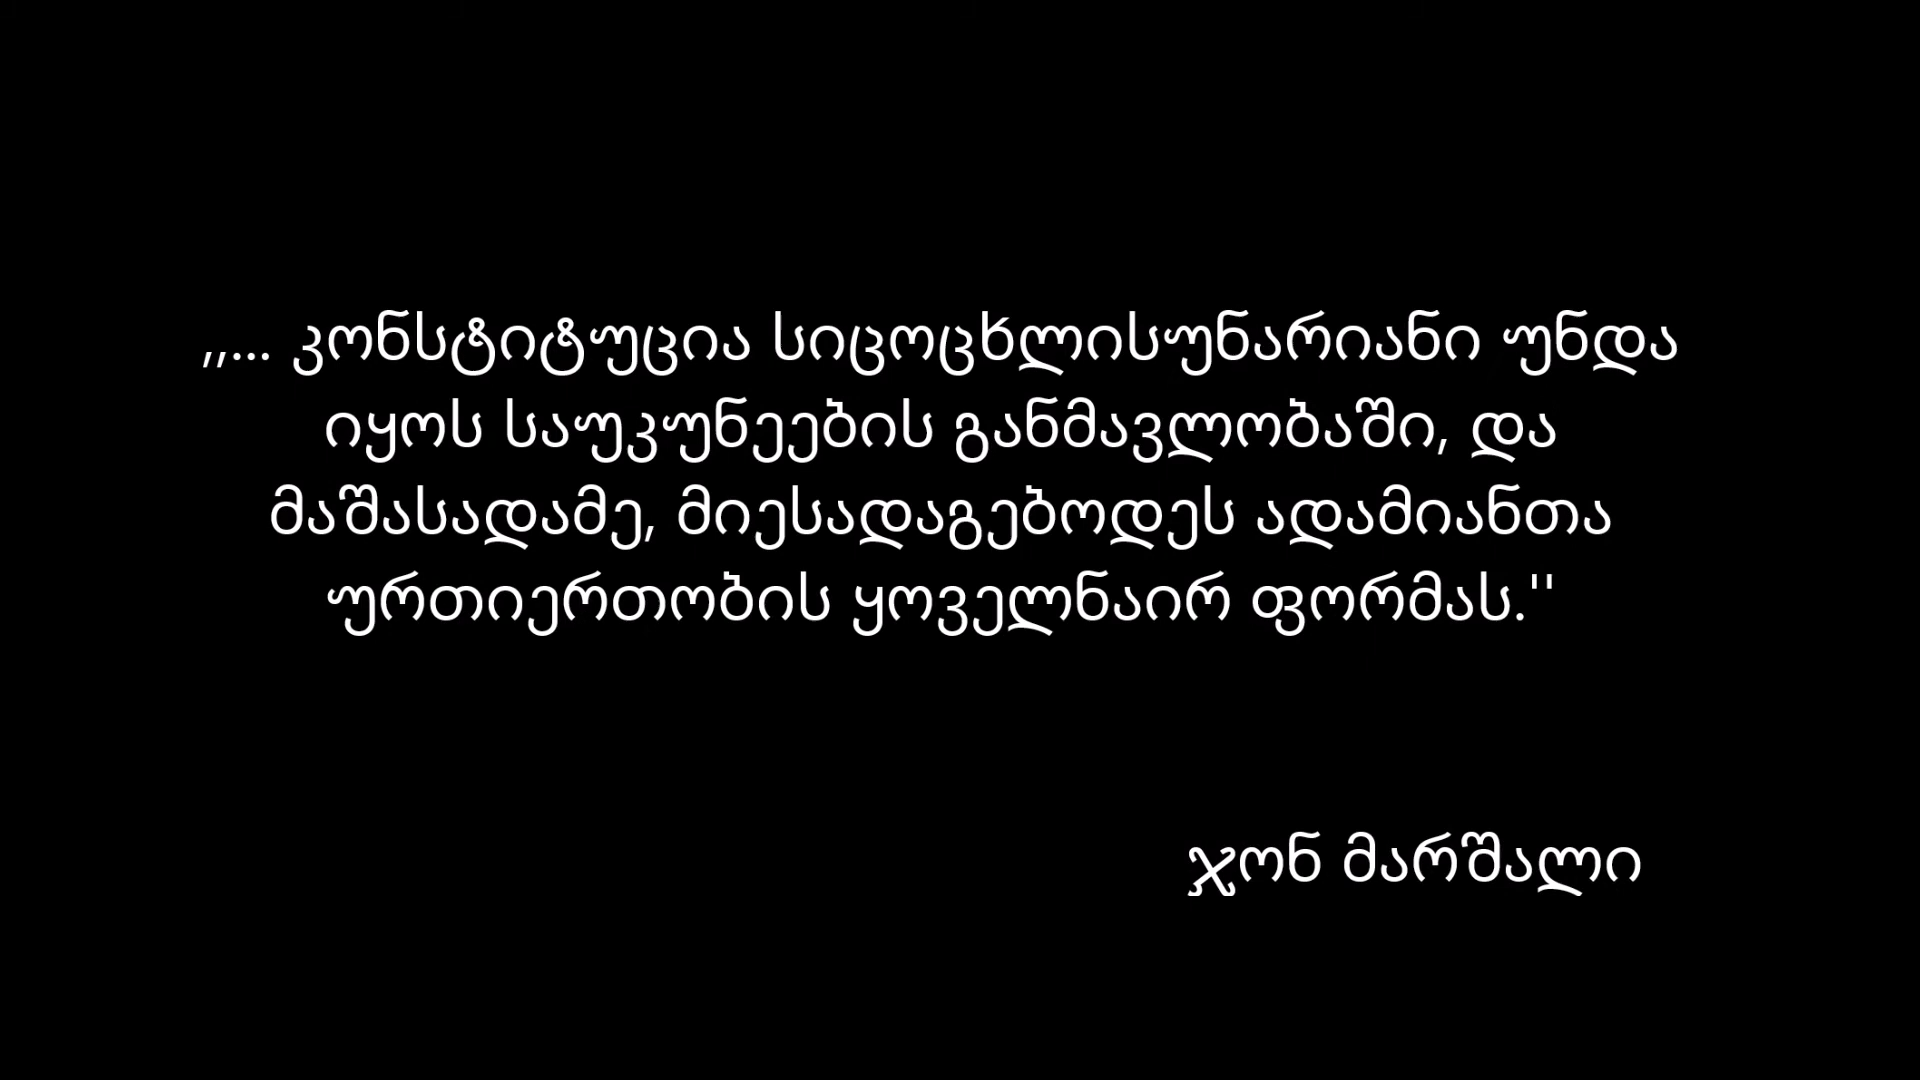 ,,... კონსტიტუცია სიცოცხლისუნარიანი უნდა
იყოს საუკუნეების განმავლობაში, და
მაშასადამე, მიესადაგებოდეს ადამიანთა
ურთიერთობის ყოველნაირ ფორმას.''
ჯონ მარშალი